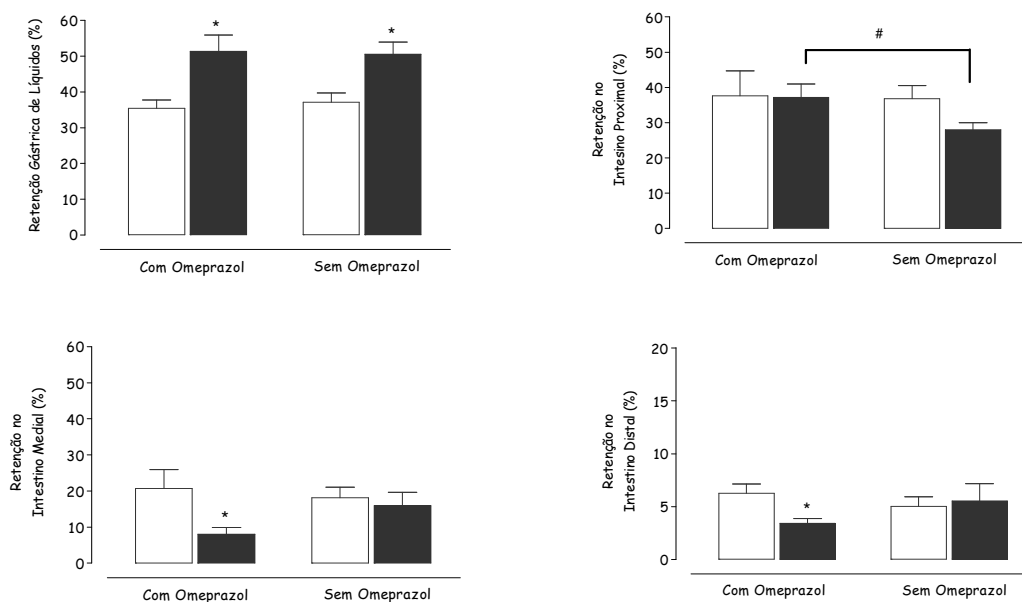 Retenção Gástrica de Líquidos (%)
60
50
40
30
20
10
0
*
*
Com Omeprazol
Sem Omeprazol
Retenção no
Intesino Proximal (%)
60
50
40
30
20
10
0
#
Com Omeprazol
Sem Omeprazol
Retenção no
Intestino Medial (%)
60
50
40
30
20
10
0
*
Com Omeprazol
Sem Omeprazol
Retenção no
Intestino Distal (%)
20
15
10
5
0
*
Com Omeprazol
Sem Omeprazol